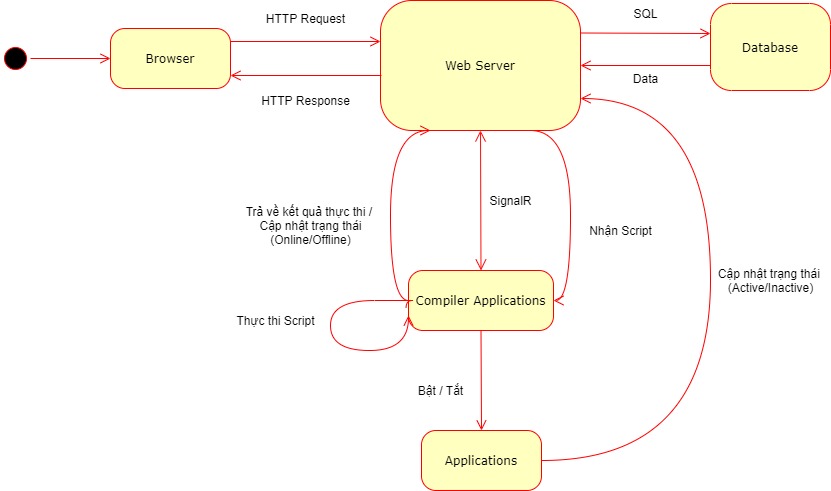 HTTP Request
SQL
Browser
Web Server
Database
HTTP Response
Data
Trả về kết quả thực thi /
Cập nhật trạng thái
(Online/Offline)
SignalR
Nhận Script
Cập nhật trạng thái
(Active/Inactive)
Compiler Applications
Thực thi Script
Bật / Tắt
Applications